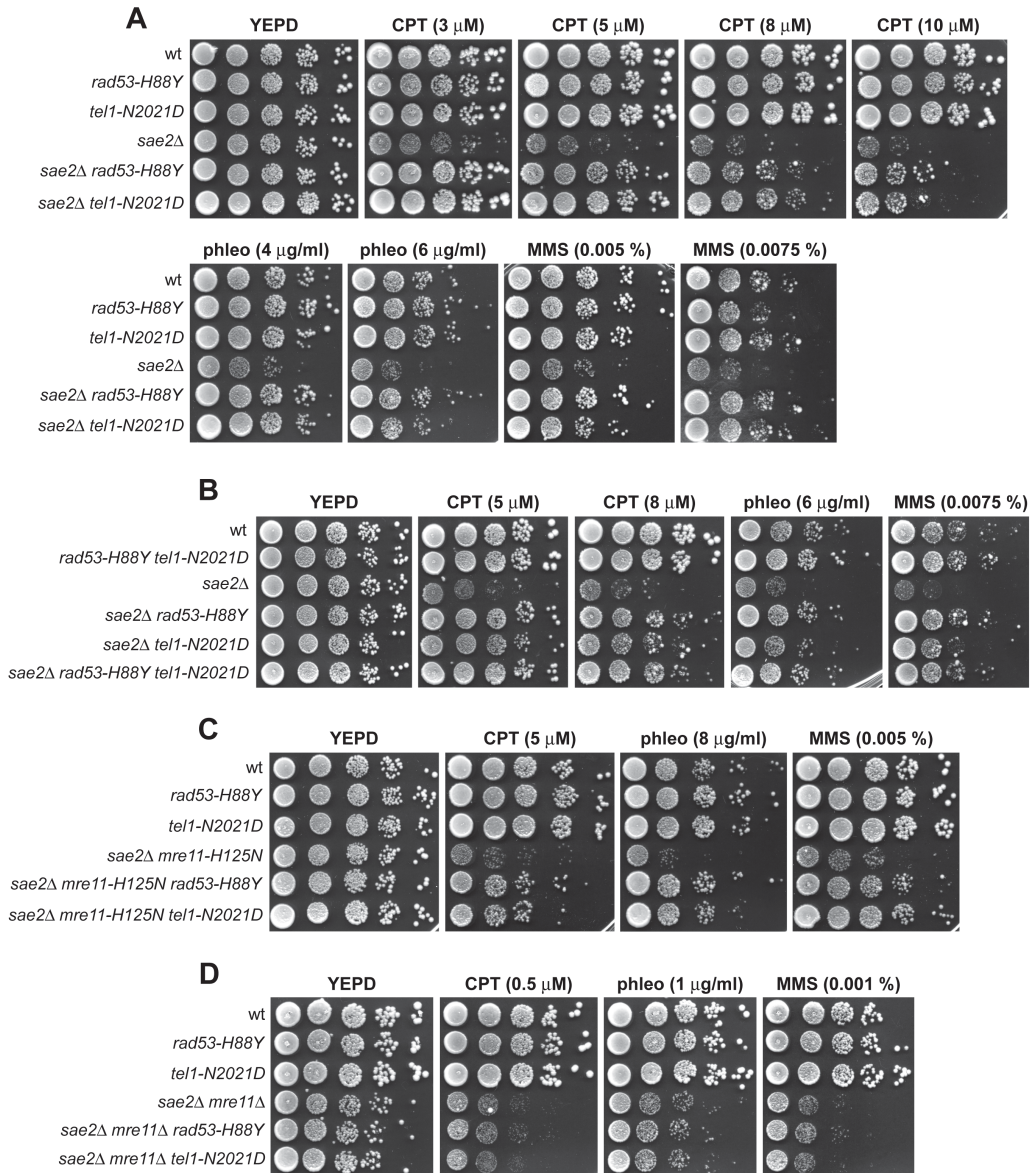 A
YEPD CPT (3 μM) CPT (5 μM) CPT (8 μM) CPT (10 μM)
wt
rad53-H88Y
tel1-N2021D
sae2Δ
sae2Δ rad53-H88Y
sae2Δ tel1-N2021D
phleo (4 μg/ml) phleo (6 μg/ml) MMS (0.005 %) MMS (0.0075 %)
wt
rad53-H88Y
tel1-N2021D
sae2Δ
sae2Δ rad53-H88Y
sae2Δ tel1-N2021D
B
YEPD CPT (5 μM) CPT (8 μM) phleo (6 μg/ml) MMS (0.0075 %)
wt
rad53-H88Y tel1-N2021D
sae2Δ
sae2Δ rad53-H88Y
sae2Δ tel1-N2021D
sae2Δ rad53-H88Y tel1-N2021D
C
YEPD CPT (5 μM) phleo (8 μg/ml) MMS (0.005 %)
wt
rad53-H88Y
tel1-N2021D
sae2Δ mre11-H125N
sae2Δ mre11-H125N rad53-H88Y
sae2Δ mre11-H125N tel1-N2021D
D
YEPD CPT (0.5 μM) phleo (1 μg/ml) MMS (0.001 %)
wt
rad53-H88Y
tel1-N2021D
sae2Δ mre11Δ
sae2Δ mre11Δ rad53-H88Y
sae2Δ mre11Δ tel1-N2021D